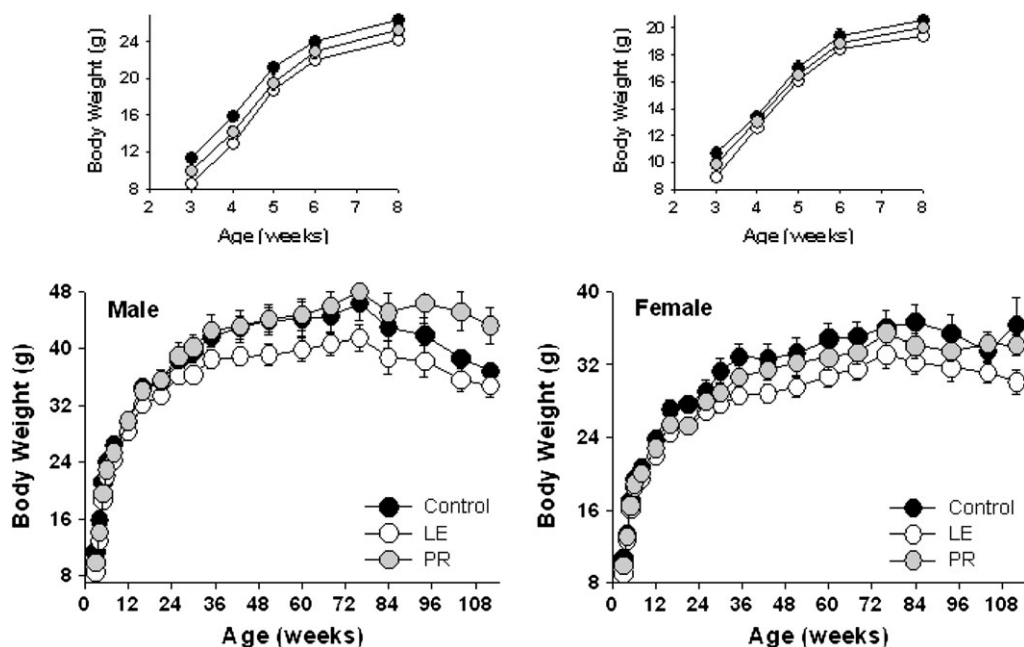 24
20
16
12
8
Body Weight (g)
2 3 4 5 6 7 8
Age (weeks)
20
18
16
14
12
10
8
Body Weight (g)
2 3 4 5 6 7 8
Age (weeks)
48
40
32
24
16
8
Body Weight (g)
Male
Control
LE
PR
0 12 24 36 48 60 72 84 96 108
Age (weeks)
40
32
24
16
8
Body Weight (g)
Female
Control
LE
PR
0 12 24 36 48 60 72 84 96 108
Age (weeks)